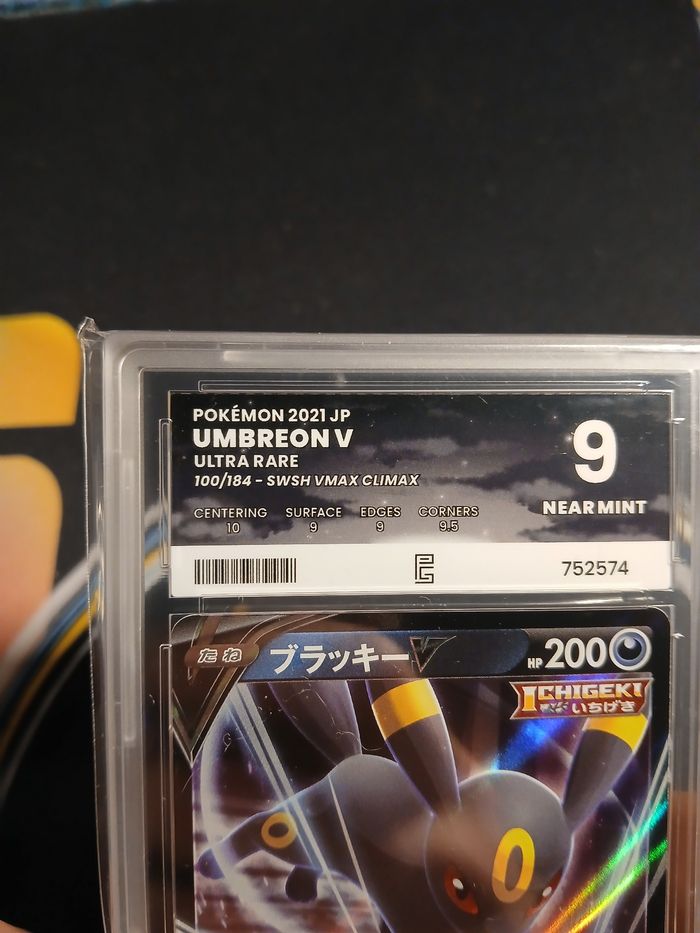 POKÉMON 2021 JP
UMBREON V
ULTRA RARE
100/184 - SWSH VMAX CLIMAX
CENTERING SURFACE EDGES CORNERS
10 9 9 9.5
9
NEAR MINT
PG
752574
たね ブラッキーV HP 200
ICHIGEKI
いちげき